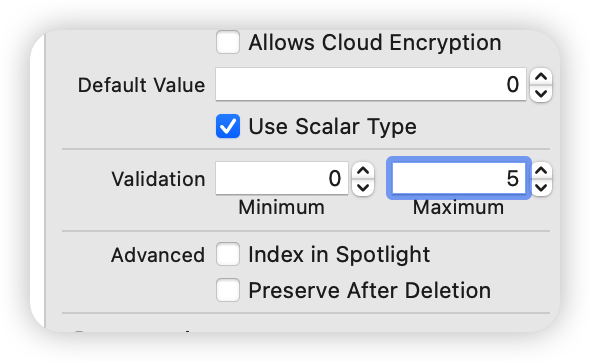 Allows Cloud Encryption
Default Value 0
Use Scalar Type
Validation 0 5
Minimum Maximum
Advanced Index in Spotlight
Preserve After Deletion